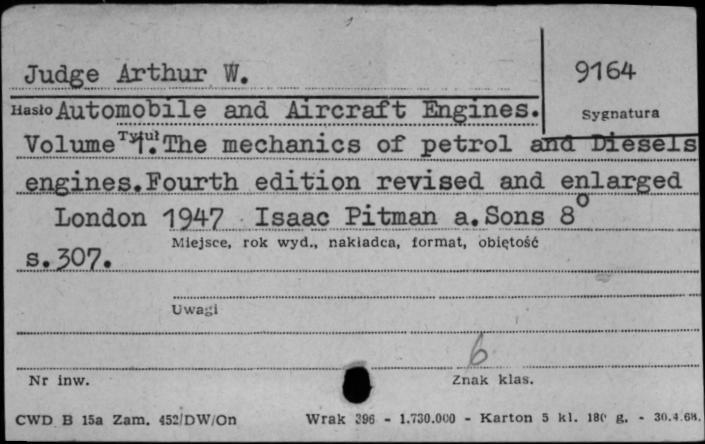 Judge Arthur W.
9164
Hasło Automobile and Aircraft Engines.
Sygnatura
Tytuł
Volume 1. The mechanics of petrol and Diesels
engines. Fourth edition revised and enlarged
London 1947 Isaac Pitman a. Sons 8°
Miejsce, rok wyd., nakładca, format, objętość
s. 307.
Uwagi
6
Nr inw.
Znak klas.
CWD B 15a Zam. 452/DW/On Wrak 396 - 1.730.000 - Karton 5 kl. 180 g. - 30.4.68.